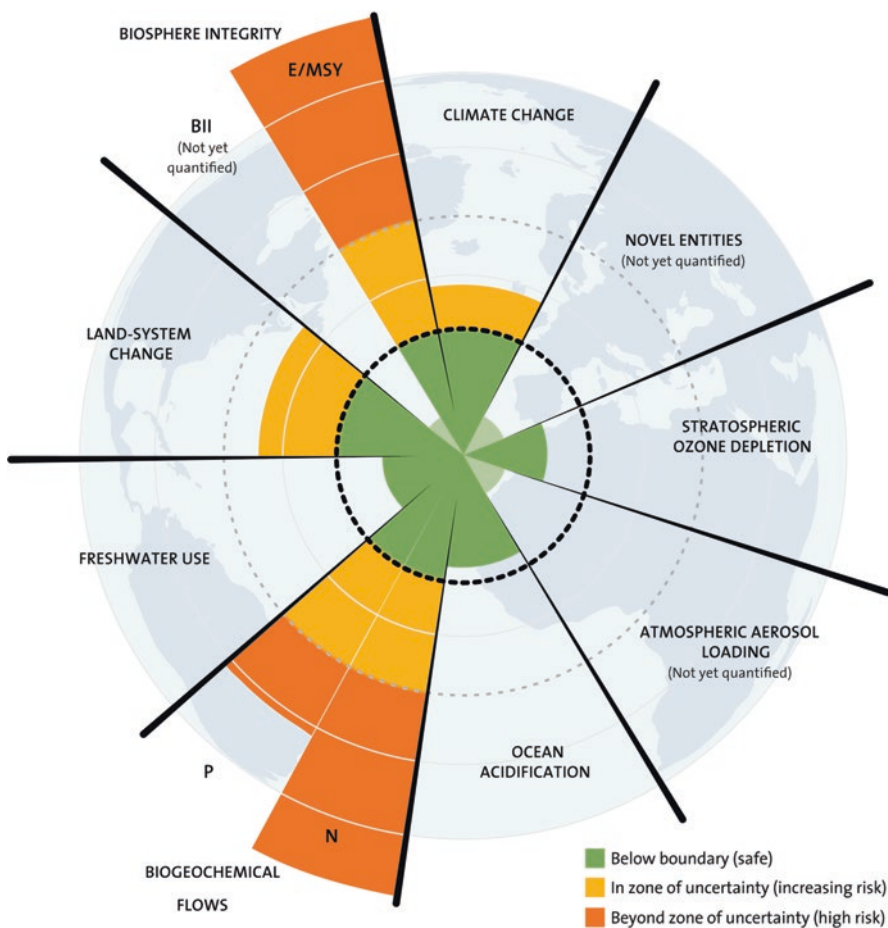 BIOSPHERE INTEGRITY
E/MSY
BII
(Not yet
quantified)
CLIMATE CHANGE
NOVEL ENTITIES
(Not yet quantified)
LAND-SYSTEM
CHANGE
STRATOSPHERIC
OZONE DEPLETION
FRESHWATER USE
ATMOSPHERIC AEROSOL
LOADING
(Not yet quantified)
OCEAN
ACIDIFICATION
P
N
BIOGEOCHEMICAL
FLOWS
Below boundary (safe)
In zone of uncertainty (increasing risk)
Beyond zone of uncertainty (high risk)